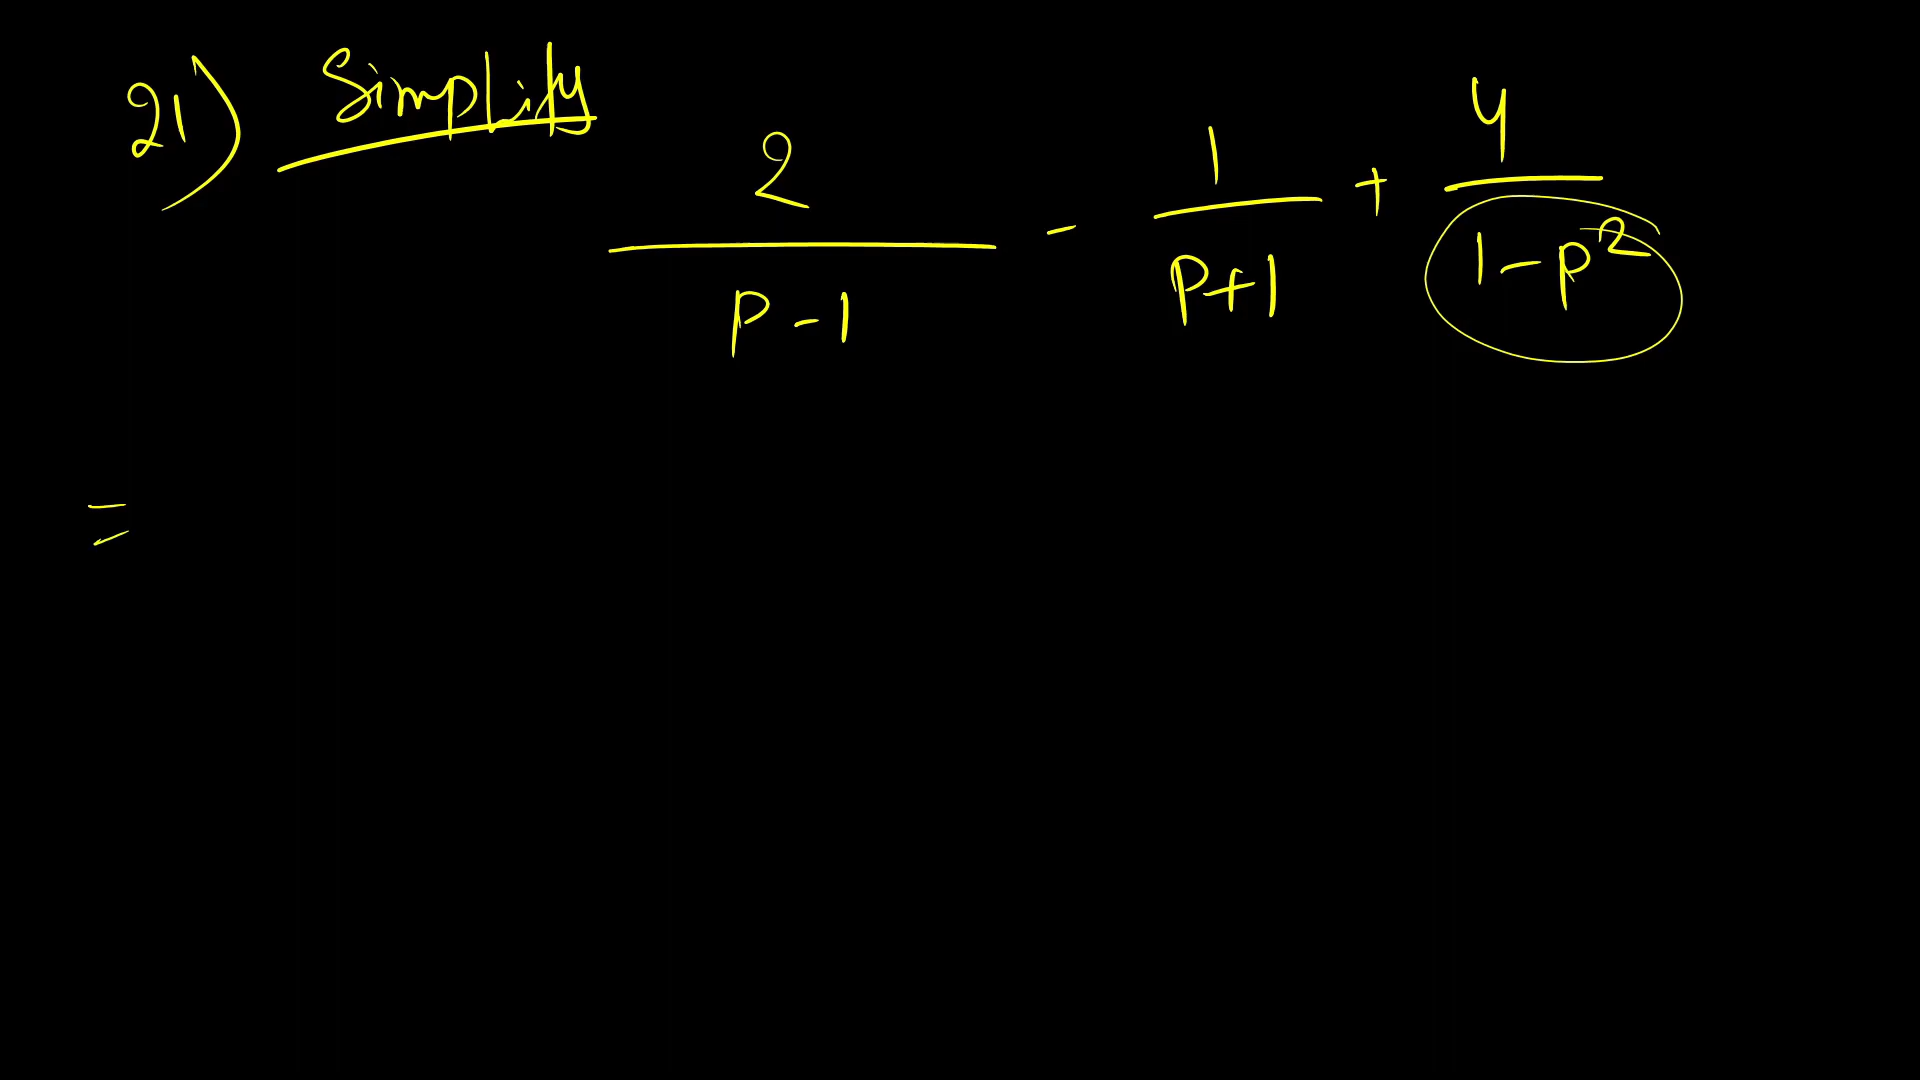 21) Simplify
2/(P-1) - 1/(P+1) + 4/(1-p²)
=